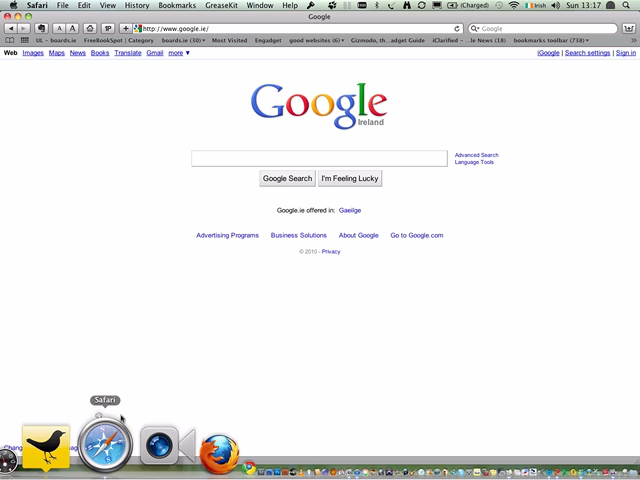 Safari File Edit View History Bookmarks GreaseKit Window Help (Charged) Irish Sun 13:17
Google
A A http://www.google.ie/ Google
UL - boards.ie FreeBookSpot | Category boards.ie (30) Most Visited Engadget good websites (6) Gizmodo, th...adget Guide iClarified - ...le News (18) bookmarks toolbar (738)
Web Images Maps News Books Translate Gmail more ▼ iGoogle | Search settings | Sign in
Google
Ireland
Advanced Search
Language Tools
Google Search I'm Feeling Lucky
Google.ie offered in: Gaeilge
Advertising Programs Business Solutions About Google Go to Google.com
© 2010 - Privacy
Safari